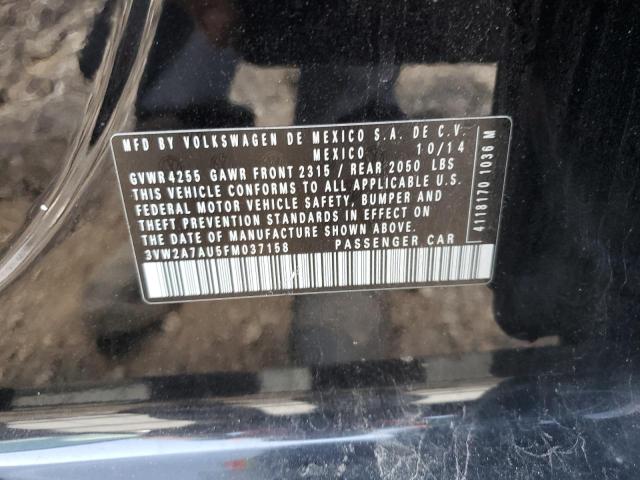 MFD BY VOLKSWAGEN DE MEXICO S.A. DE C.V.
MEXICO 10/14
GVWR 4255 GAWR FRONT 2315 / REAR 2050 LBS
THIS VEHICLE CONFORMS TO ALL APPLICABLE U.S.
FEDERAL MOTOR VEHICLE SAFETY, BUMPER AND
THEFT PREVENTION STANDARDS IN EFFECT ON
THE DATE OF MANUFACTURE SHOWN ABOVE.
3VW2A7AU5FM037158 PASSENGER CAR
4118170 1036 M